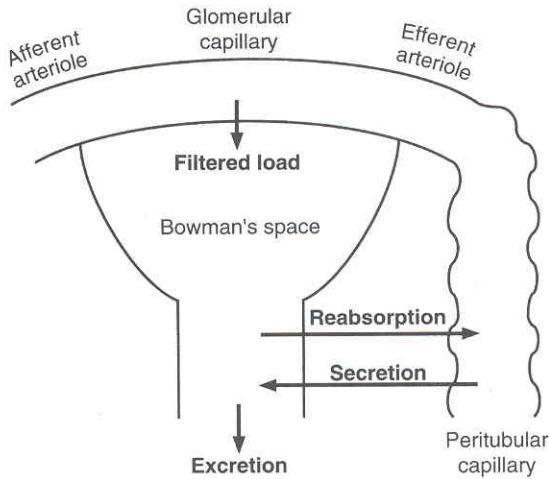 Afferent
arteriole
Glomerular
capillary
Efferent
arteriole
Filtered load
Bowman's space
Reabsorption
Secretion
Excretion
Peritubular
capillary